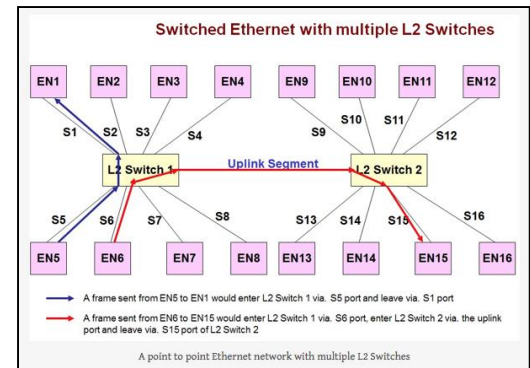 Switched Ethernet with multiple L2 Switches
EN1 EN2 EN3 EN4 EN9 EN10 EN11 EN12
S1 S2 S3 S4 S9 S10 S11 S12
L2 Switch 1 Uplink Segment L2 Switch 2
S5 S6 S7 S8 S13 S14 S15 S16
EN5 EN6 EN7 EN8 EN13 EN14 EN15 EN16
A frame sent from EN5 to EN1 would enter L2 Switch 1 via. S5 port and leave via. S1 port
A frame sent from EN6 to EN15 would enter L2 Switch 1 via. S6 port, enter L2 Switch 2 via. the uplink
port and leave via. S15 port of L2 Switch 2
A point to point Ethernet network with multiple L2 Switches